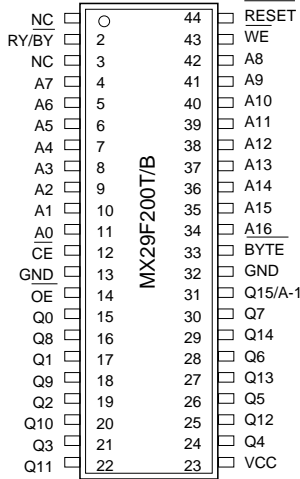 NC 44 RESET
RY/BY 2 43 WE
NC 3 42 A8
A7 4 41 A9
A6 5 40 A10
A5 6 39 A11
A4 7 38 A12
A3 8 37 A13
A2 9 36 A14
A1 10 35 A15
A0 11 34 A16
CE 12 33 BYTE
GND 13 32 GND
OE 14 31 Q15/A-1
Q0 15 30 Q7
Q8 16 29 Q14
Q1 17 28 Q6
Q9 18 27 Q13
Q2 19 26 Q5
Q10 20 25 Q12
Q3 21 24 Q4
Q11 22 23 VCC
MX29F200T/B